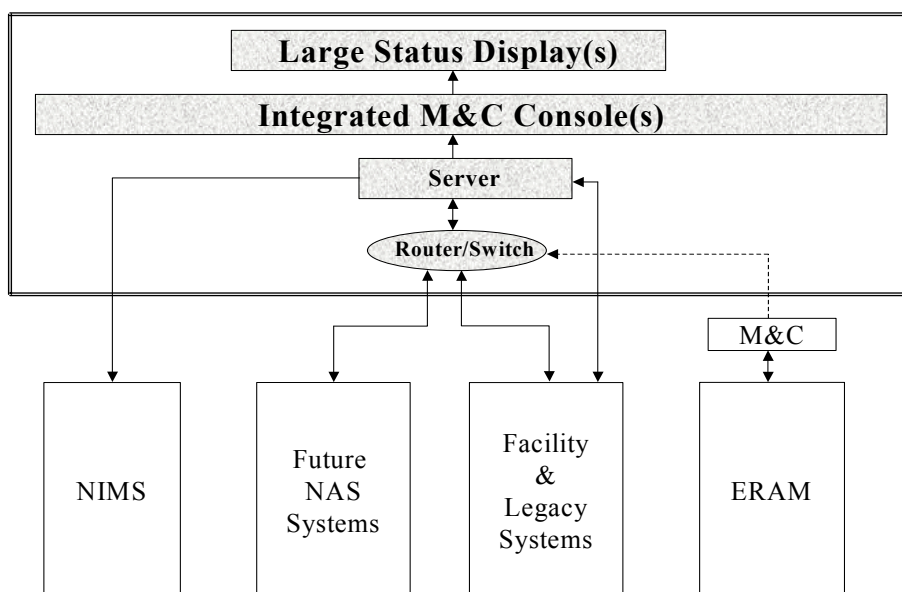 Large Status Display(s)
Integrated M&C Console(s)
Server
Router/Switch
M&C
NIMS
Future
NAS
Systems
Facility
&
Legacy
Systems
ERAM